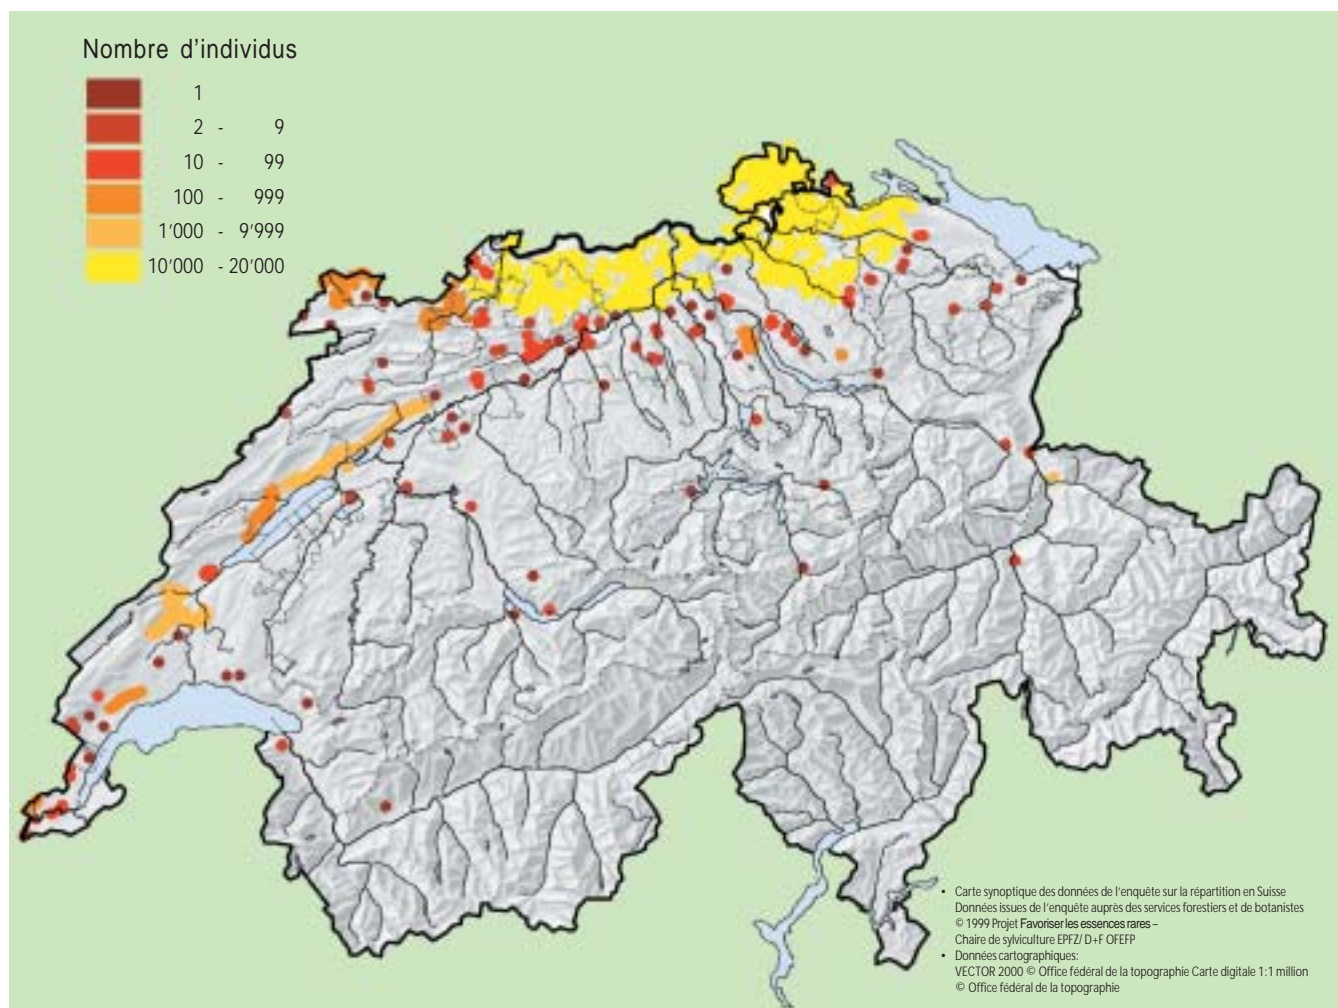 Nombre d'individus
1
2 - 9
10 - 99
100 - 999
1'000 - 9'999
10'000 - 20'000
• Carte synoptique des données de l'enquête sur la répartition en Suisse
Données issues de l'enquête auprès des services forestiers et de botanistes
© 1999 Projet Favoriser les essences rares –
Chaire de sylviculture EPFZ/ D+F OFEFP
• Données cartographiques:
VECTOR 2000 © Office fédéral de la topographie Carte digitale 1:1 million
© Office fédéral de la topographie